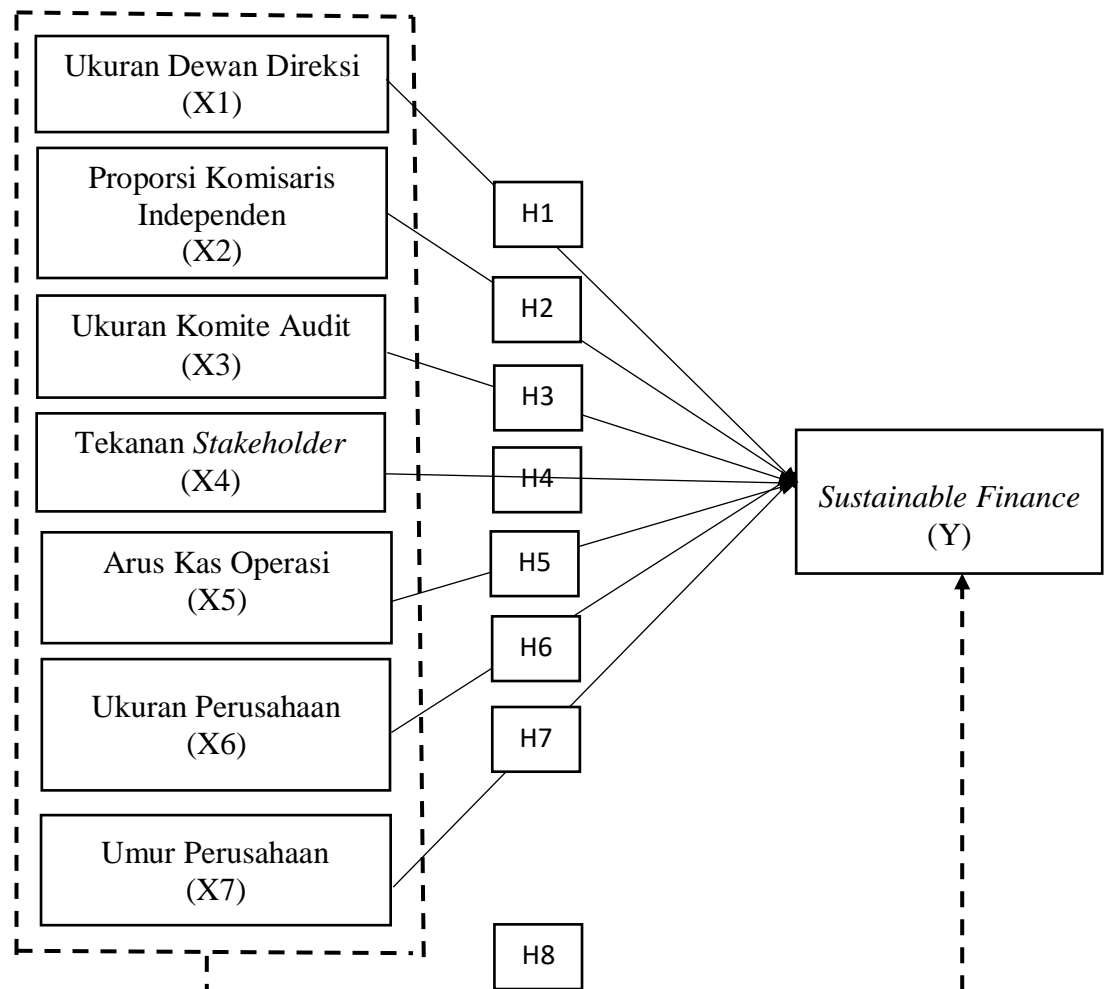 Ukuran Dewan Direksi
(X1)
Proporsi Komisaris
Independen
(X2)
Ukuran Komite Audit
(X3)
Tekanan Stakeholder
(X4)
Arus Kas Operasi
(X5)
Ukuran Perusahaan
(X6)
Umur Perusahaan
(X7)
H1
H2
H3
H4
H5
H6
H7
H8
Sustainable Finance
(Y)